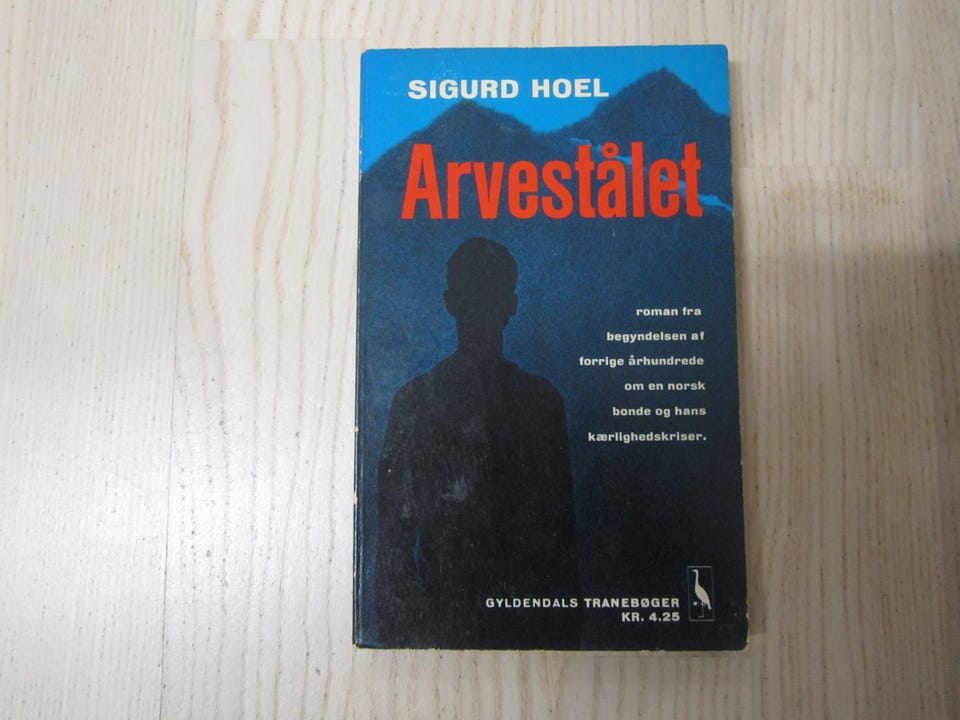 SIGURD HOEL
Arvestålet
roman fra
begyndelsen af
forrige århundrede
om en norsk
bonde og hans
kærlighedskriser.
GYLDENDALS TRANEBØGER
KR. 4.25